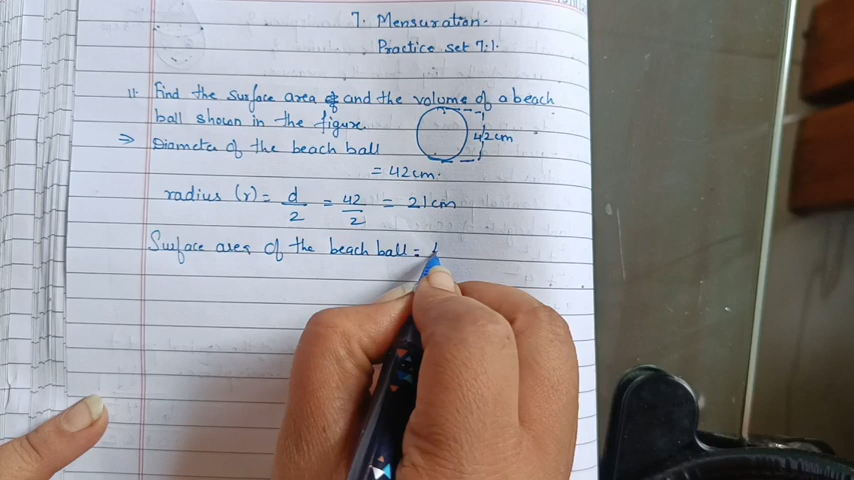 7. Mensuration.
Practice set 7.1.
11. Find the surface area of and the volume of a beach
ball shown in the figure.
42cm
⇒ Diameter of the beach ball
= 42cm.
radius (r) = d/2 = 42/2 = 21cm
Surface area of the beach ball =